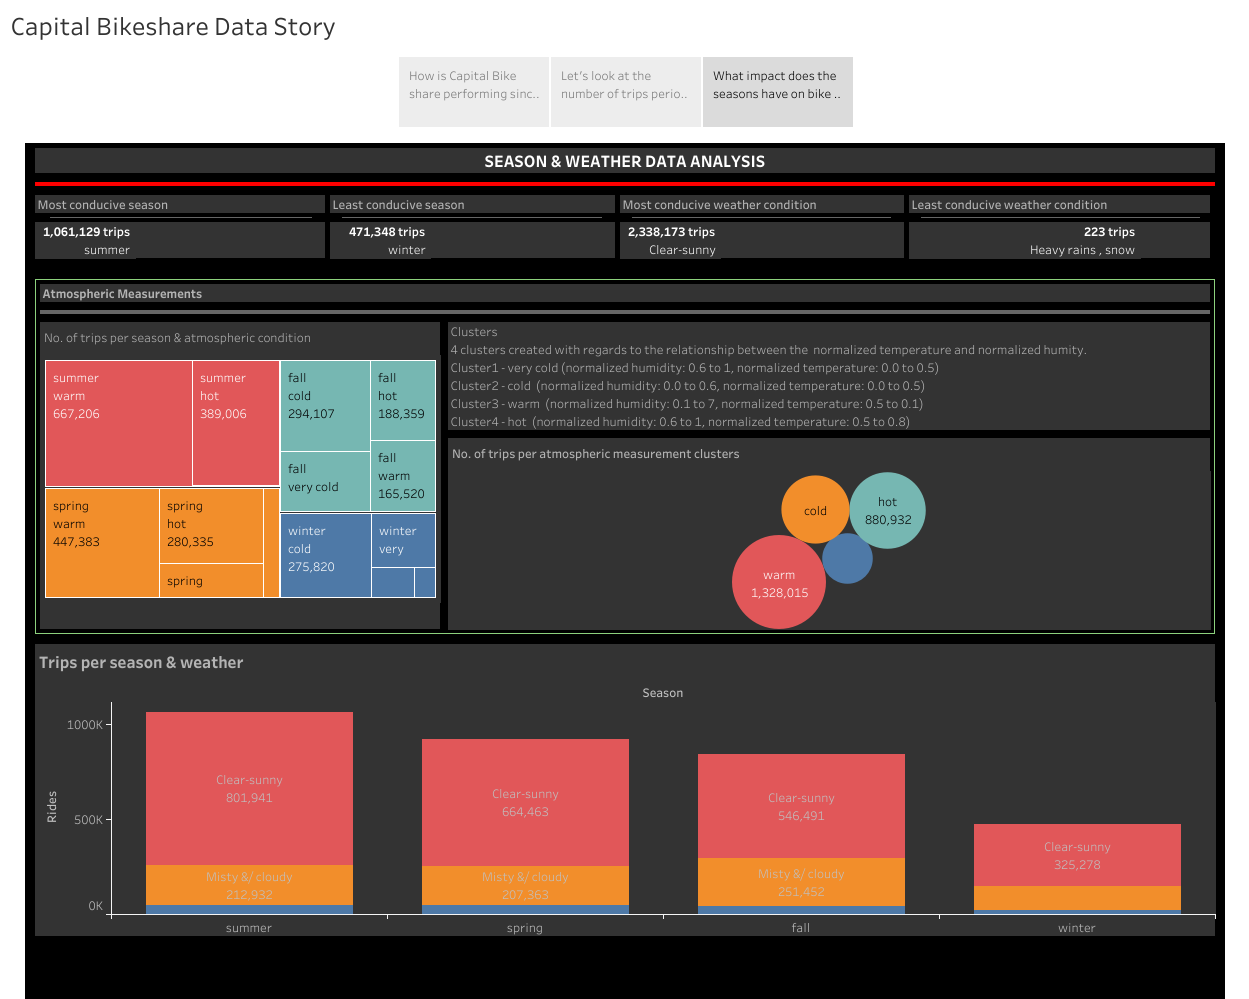 Capital Bikeshare Data Story
How is Capital Bike
share performing sinc..
Let's look at the
number of trips perio..
What impact does the
seasons have on bike ..
SEASON & WEATHER DATA ANALYSIS
Most conducive season
1,061,129 trips
summer
Least conducive season
471,348 trips
winter
Most conducive weather condition
2,338,173 trips
Clear-sunny
Least conducive weather condition
223 trips
Heavy rains , snow
Atmospheric Measurements
No. of trips per season & atmospheric condition
summer
warm
667,206
summer
hot
389,006
fall
cold
294,107
fall
hot
188,359
fall
very cold
fall
warm
165,520
spring
warm
447,383
spring
hot
280,335
spring
winter
cold
275,820
winter
very
Clusters
4 clusters created with regards to the relationship between the  normalized temperature and normalized humity.
Cluster1 - very cold (normalized humidity: 0.6 to 1, normalized temperature: 0.0 to 0.5)
Cluster2 - cold  (normalized humidity: 0.0 to 0.6, normalized temperature: 0.0 to 0.5)
Cluster3 - warm  (normalized humidity: 0.1 to 7, normalized temperature: 0.5 to 0.1)
Cluster4 - hot  (normalized humidity: 0.6 to 1, normalized temperature: 0.5 to 0.8)
No. of trips per atmospheric measurement clusters
cold
hot
880,932
warm
1,328,015
Trips per season & weather
Season
Rides
1000K
500K
0K
Clear-sunny
801,941
Misty &/ cloudy
212,932
Clear-sunny
664,463
Misty &/ cloudy
207,363
Clear-sunny
546,491
Misty &/ cloudy
251,452
Clear-sunny
325,278
summer
spring
fall
winter